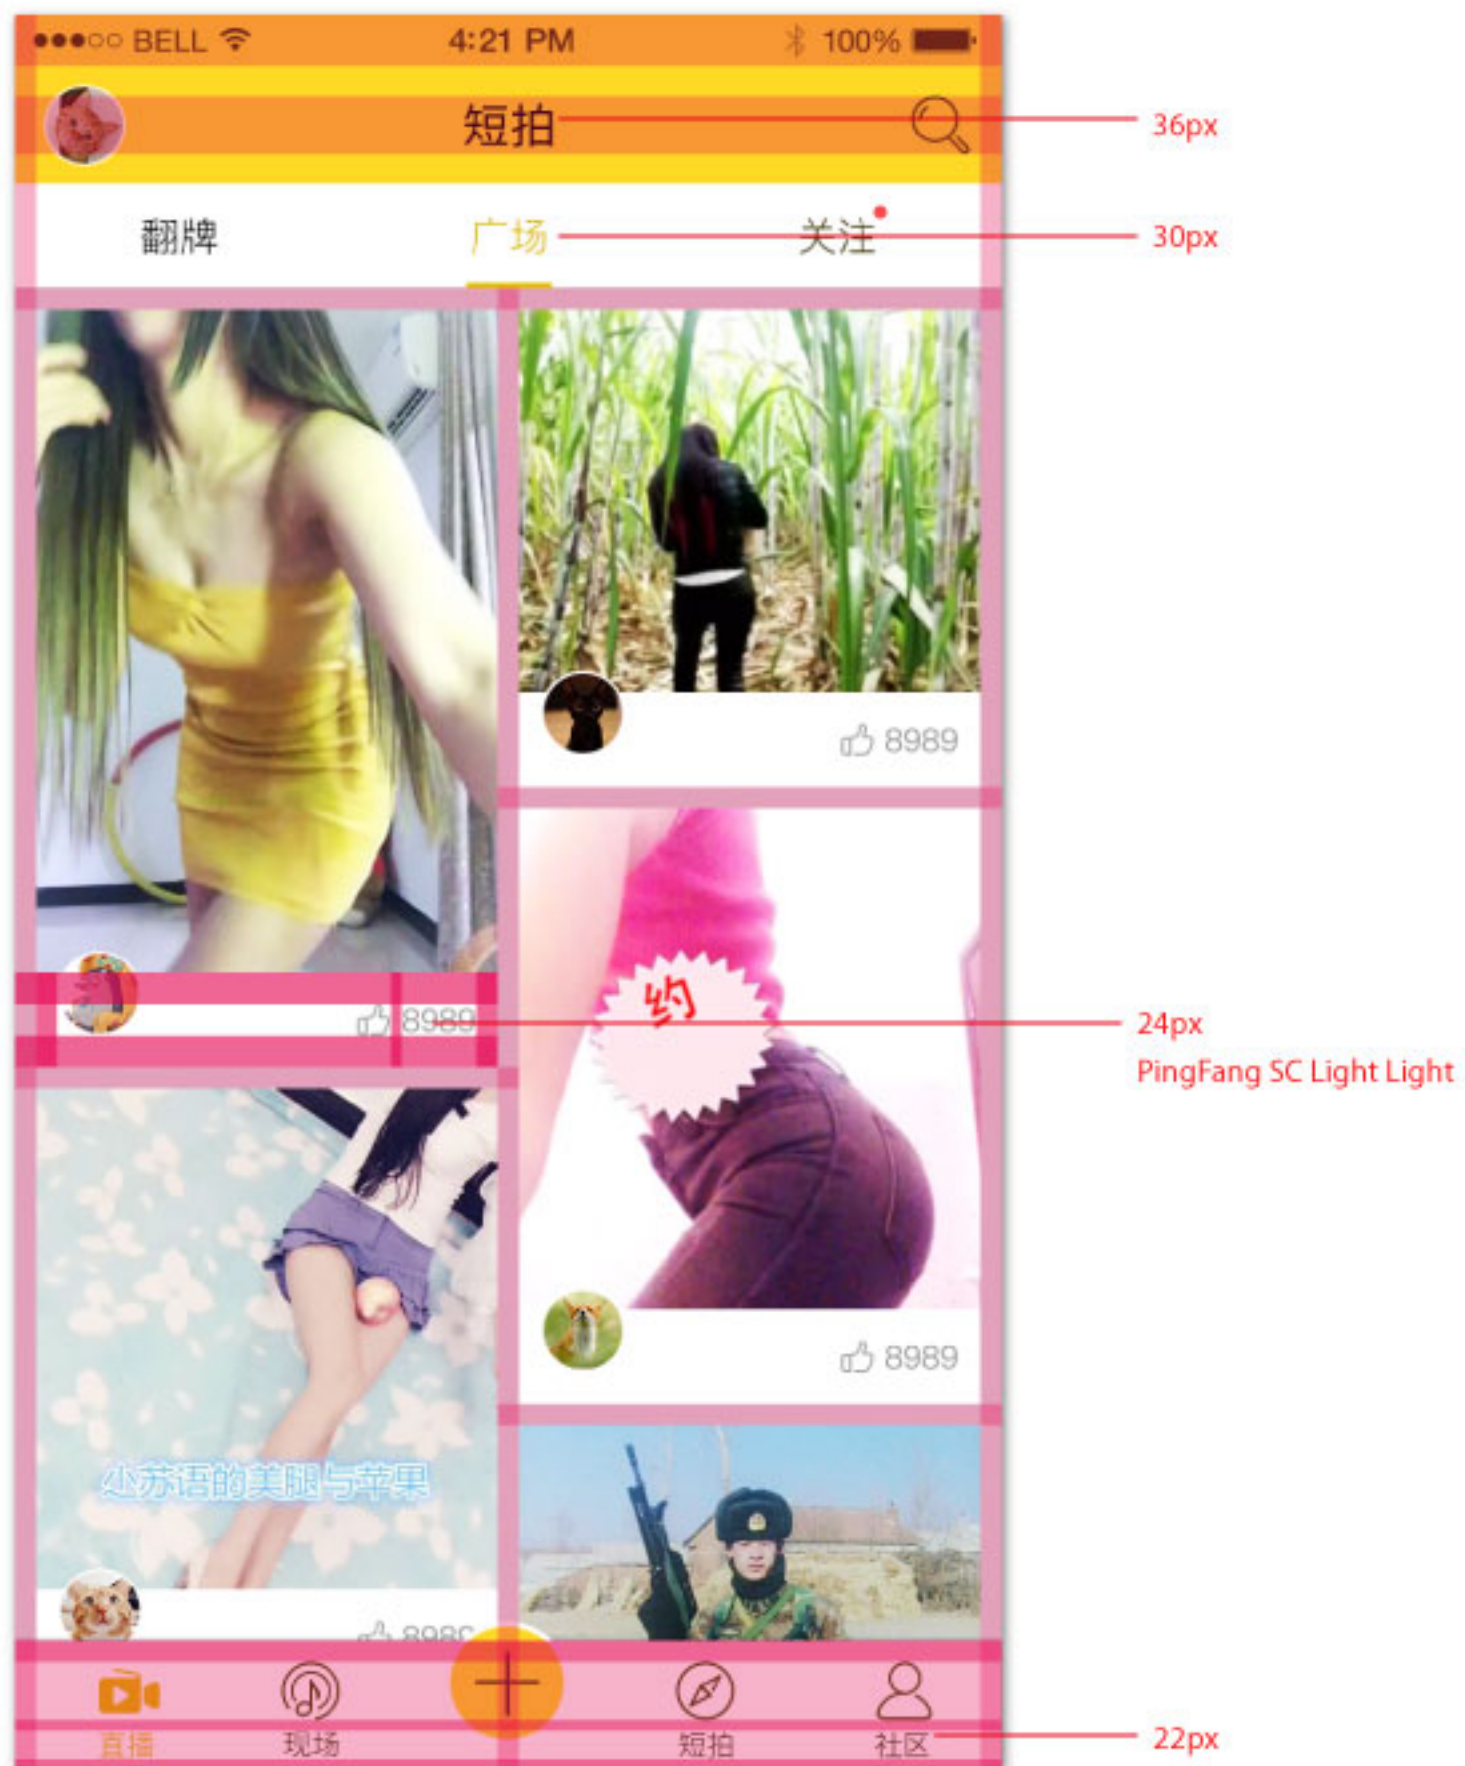 BELL 4:21 PM 100%
短拍
36px
翻牌 广场 关注
30px
8989
约
8989
24px
PingFang SC Light Light
8989
少苏语的美腿与苹果
8989
直播 现场 短拍 社区
22px